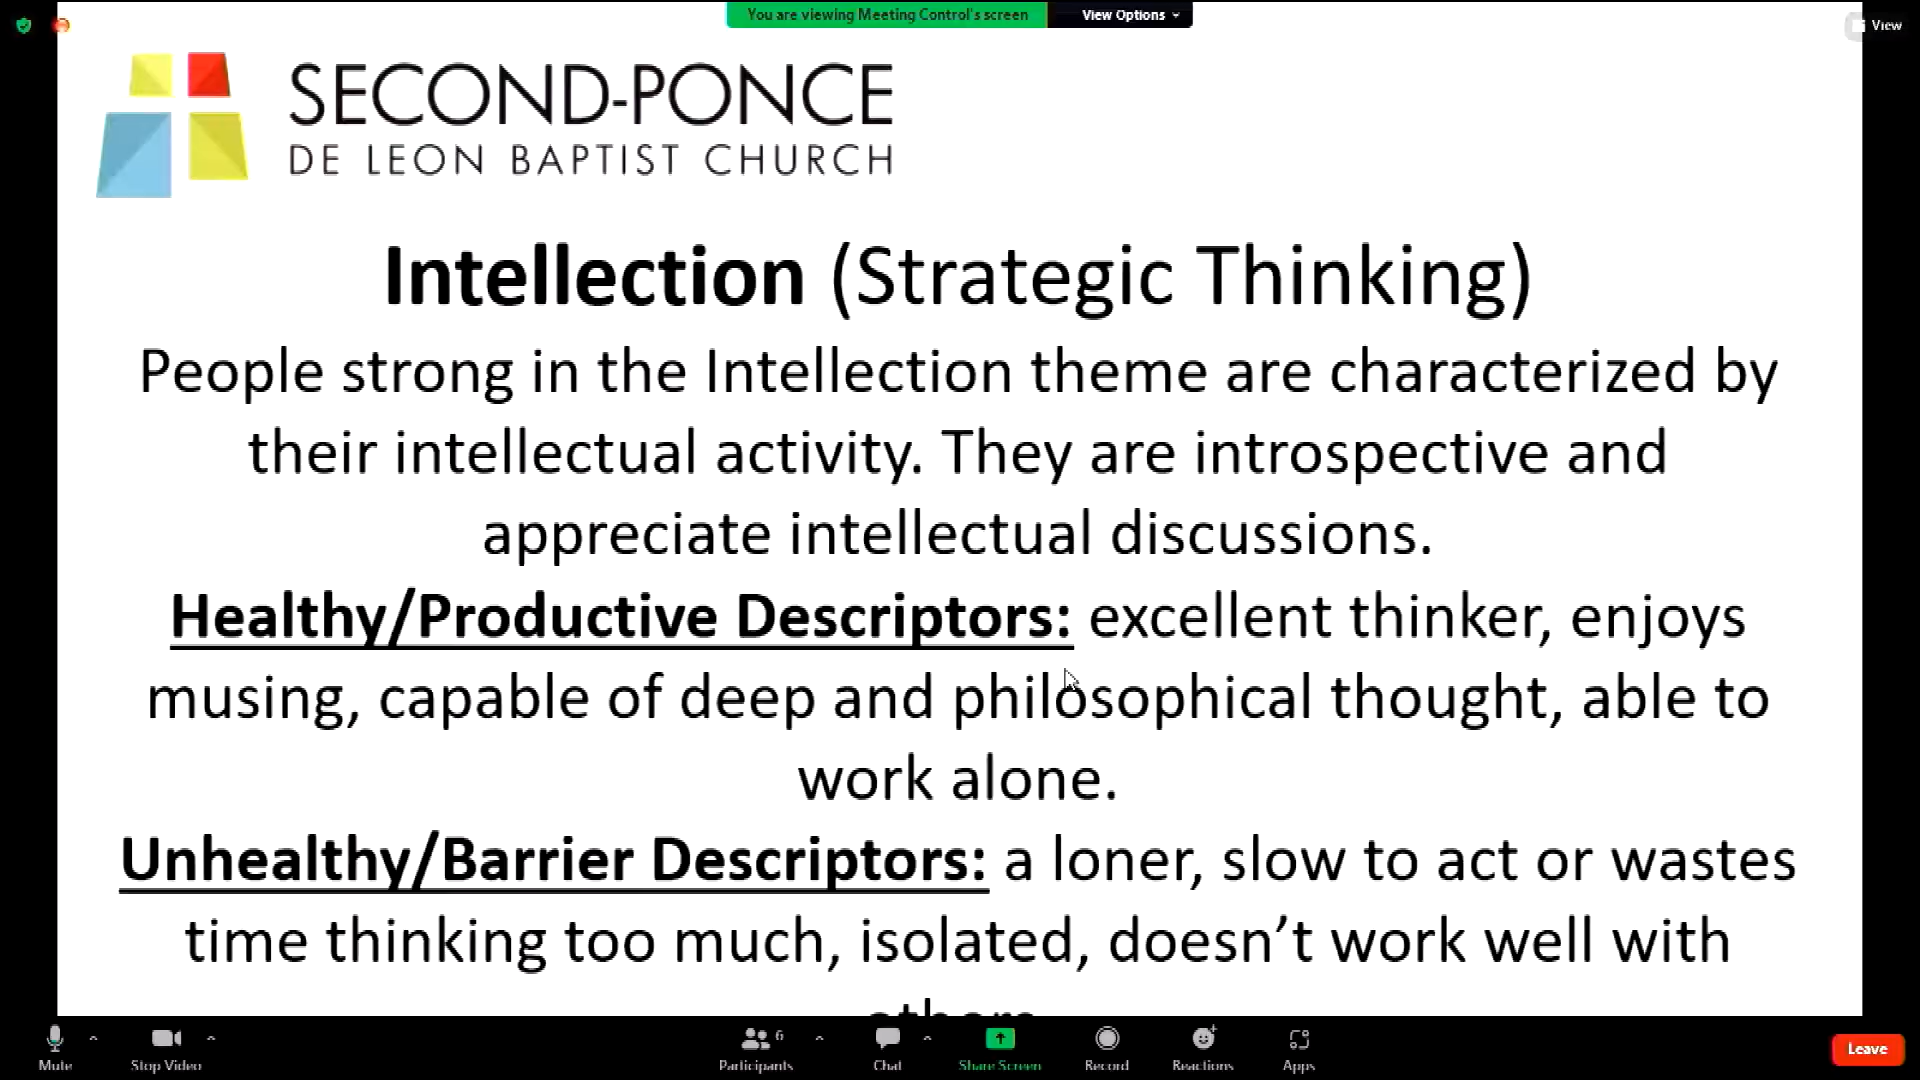 You are viewing Meeting Control's screen
View Options
View
SECOND-PONCE
DE LEON BAPTIST CHURCH
Intellection (Strategic Thinking)
People strong in the Intellection theme are characterized by
their intellectual activity. They are introspective and
appreciate intellectual discussions.
Healthy/Productive Descriptors: excellent thinker, enjoys
musing, capable of deep and philosophical thought, able to
work alone.
Unhealthy/Barrier Descriptors: a loner, slow to act or wastes
time thinking too much, isolated, doesn’t work well with
others
Mute
Stop Video
6
Participants
Chat
Share Screen
Record
Reactions
Apps
Leave